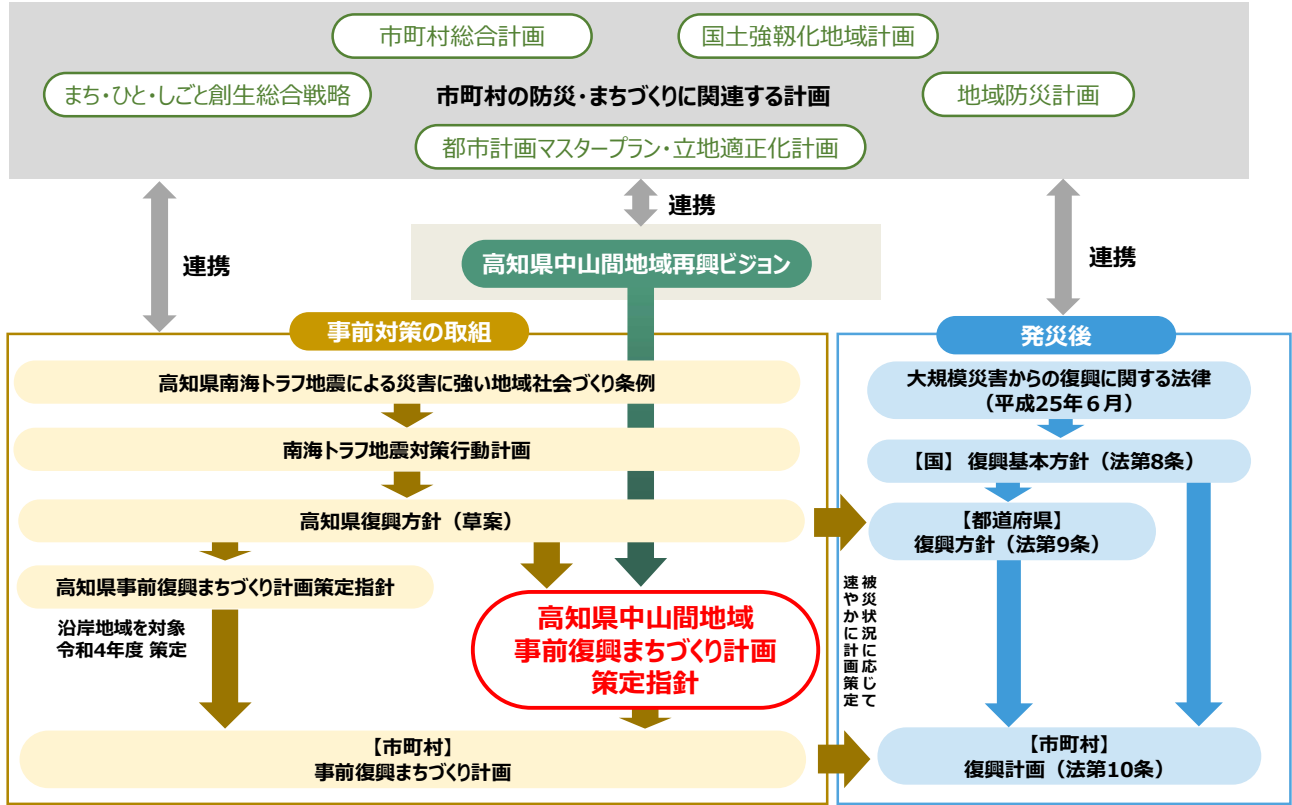 市町村総合計画
国土強靱化地域計画
まち・ひと・しごと創生総合戦略
市町村の防災・まちづくりに関連する計画
地域防災計画
都市計画マスタープラン・立地適正化計画
連携
連携
連携
高知県中山間地域再興ビジョン
事前対策の取組
高知県南海トラフ地震による災害に強い地域社会づくり条例
南海トラフ地震対策行動計画
高知県復興方針（草案）
高知県事前復興まちづくり計画策定指針
沿岸地域を対象
令和4年度 策定
高知県中山間地域
事前復興まちづくり計画
策定指針
【市町村】
事前復興まちづくり計画
発災後
大規模災害からの復興に関する法律
（平成25年６月）
【国】 復興基本方針（法第8条）
【都道府県】
復興方針（法第9条）
被災状況に応じて
速やかに計画策定
【市町村】
復興計画（法第10条）